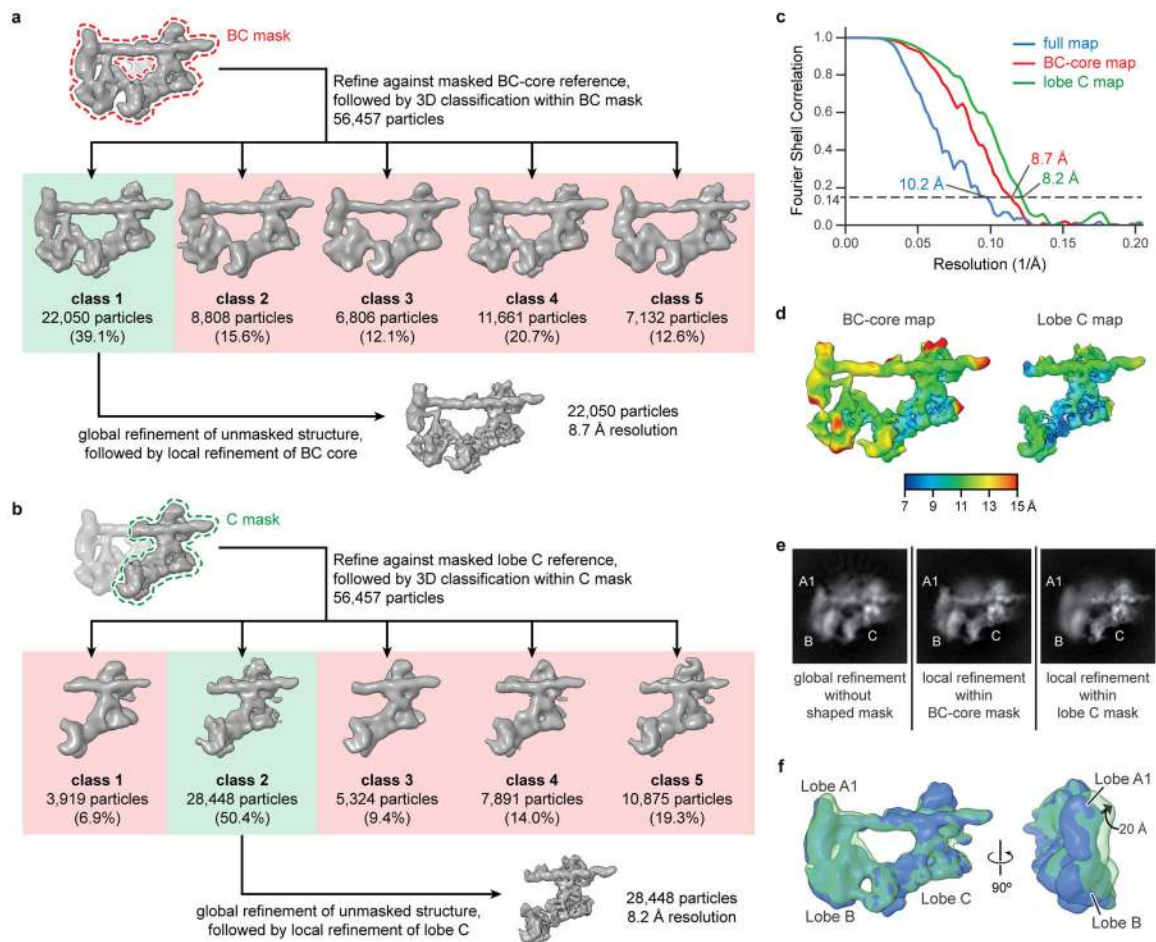 a
BC mask
Refine against masked BC-core reference,
followed by 3D classification within BC mask
56,457 particles
class 1
22,050 particles
(39.1%)
class 2
8,808 particles
(15.6%)
class 3
6,806 particles
(12.1%)
class 4
11,661 particles
(20.7%)
class 5
7,132 particles
(12.6%)
global refinement of unmasked structure,
followed by local refinement of BC core
22,050 particles
8.7 Å resolution
b
C mask
Refine against masked lobe C reference,
followed by 3D classification within C mask
56,457 particles
class 1
3,919 particles
(6.9%)
class 2
28,448 particles
(50.4%)
class 3
5,324 particles
(9.4%)
class 4
7,891 particles
(14.0%)
class 5
10,875 particles
(19.3%)
global refinement of unmasked structure,
followed by local refinement of lobe C
28,448 particles
8.2 Å resolution
c
Fourier Shell Correlation
1.0
0.8
0.6
0.4
0.2
0.14
0.0
full map
BC-core map
lobe C map
10.2 Å
8.7 Å
8.2 Å
0.00
0.05
0.10
0.15
0.20
Resolution (1/Å)
d
BC-core map
Lobe C map
7 9 11 13 15 Å
e
A1
B
C
A1
B
C
A1
B
C
global refinement
without
shaped mask
local refinement
within
BC-core mask
local refinement
within
lobe C mask
f
Lobe A1
Lobe B
Lobe C
90º
Lobe A1
20 Å
Lobe B